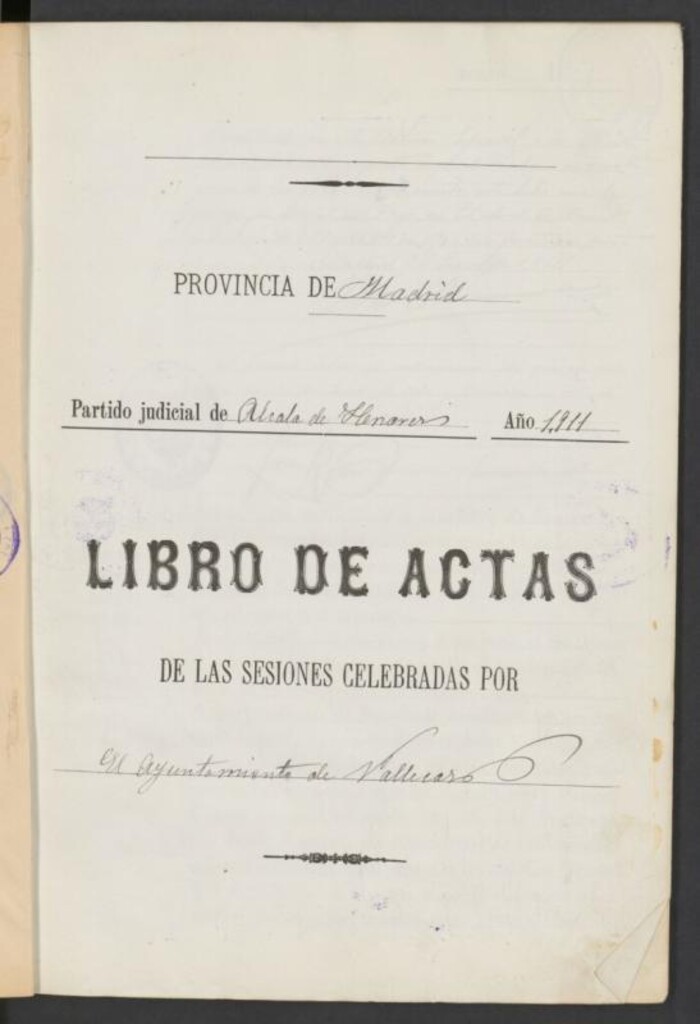 PROVINCIA DE Madrid
Partido judicial de Alcala de Henares Año 1911
LIBRO DE ACTAS
DE LAS SESIONES CELEBRADAS POR
El Ayuntamiento de Vallecas